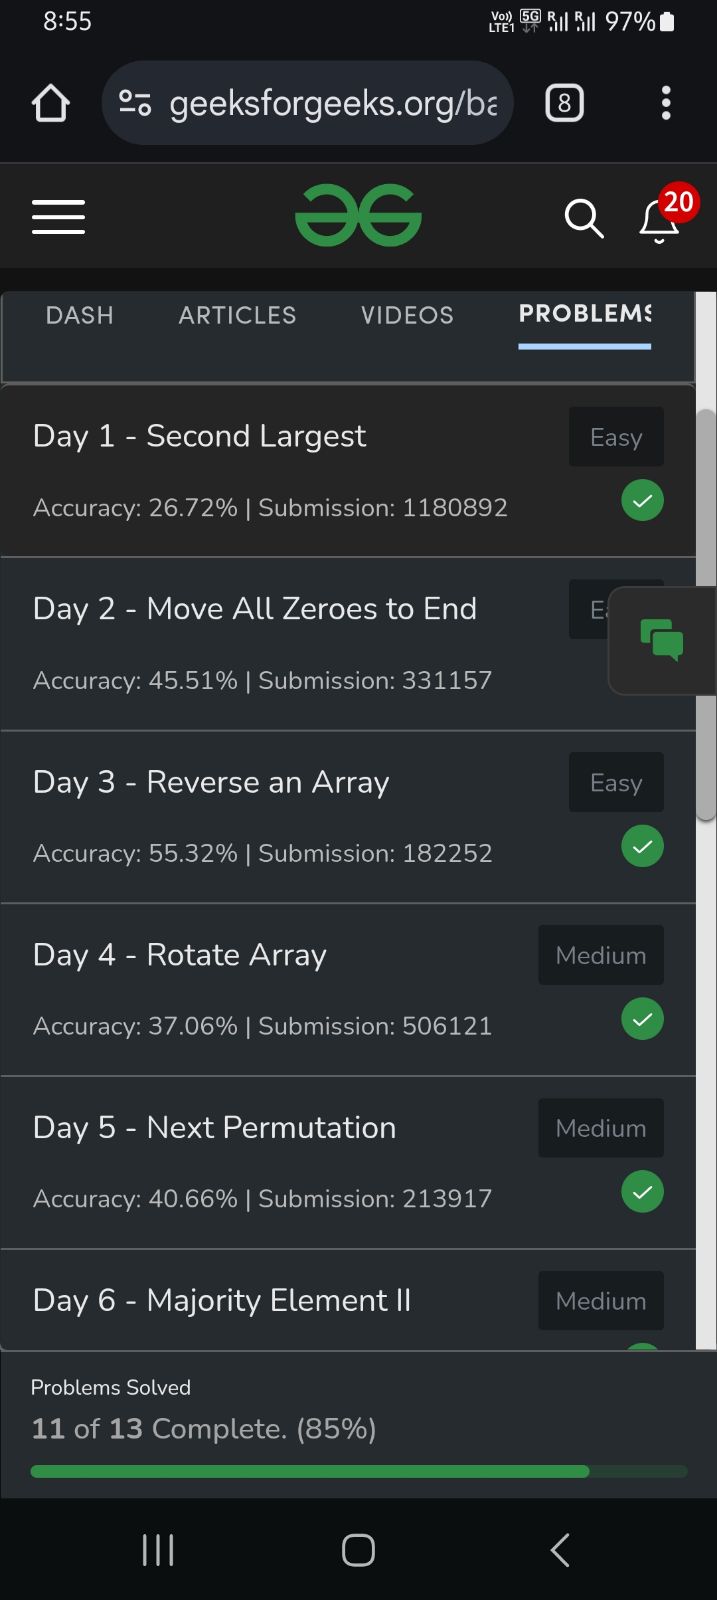 8:55
Vo)) 5G R R 97%
LTE1
geeksforgeeks.org/ba
8
20
DASH ARTICLES VIDEOS PROBLEMS
Day 1 - Second Largest Easy
Accuracy: 26.72% | Submission: 1180892
Day 2 - Move All Zeroes to End
Accuracy: 45.51% | Submission: 331157
Day 3 - Reverse an Array Easy
Accuracy: 55.32% | Submission: 182252
Day 4 - Rotate Array Medium
Accuracy: 37.06% | Submission: 506121
Day 5 - Next Permutation Medium
Accuracy: 40.66% | Submission: 213917
Day 6 - Majority Element II Medium
Problems Solved
11 of 13 Complete. (85%)